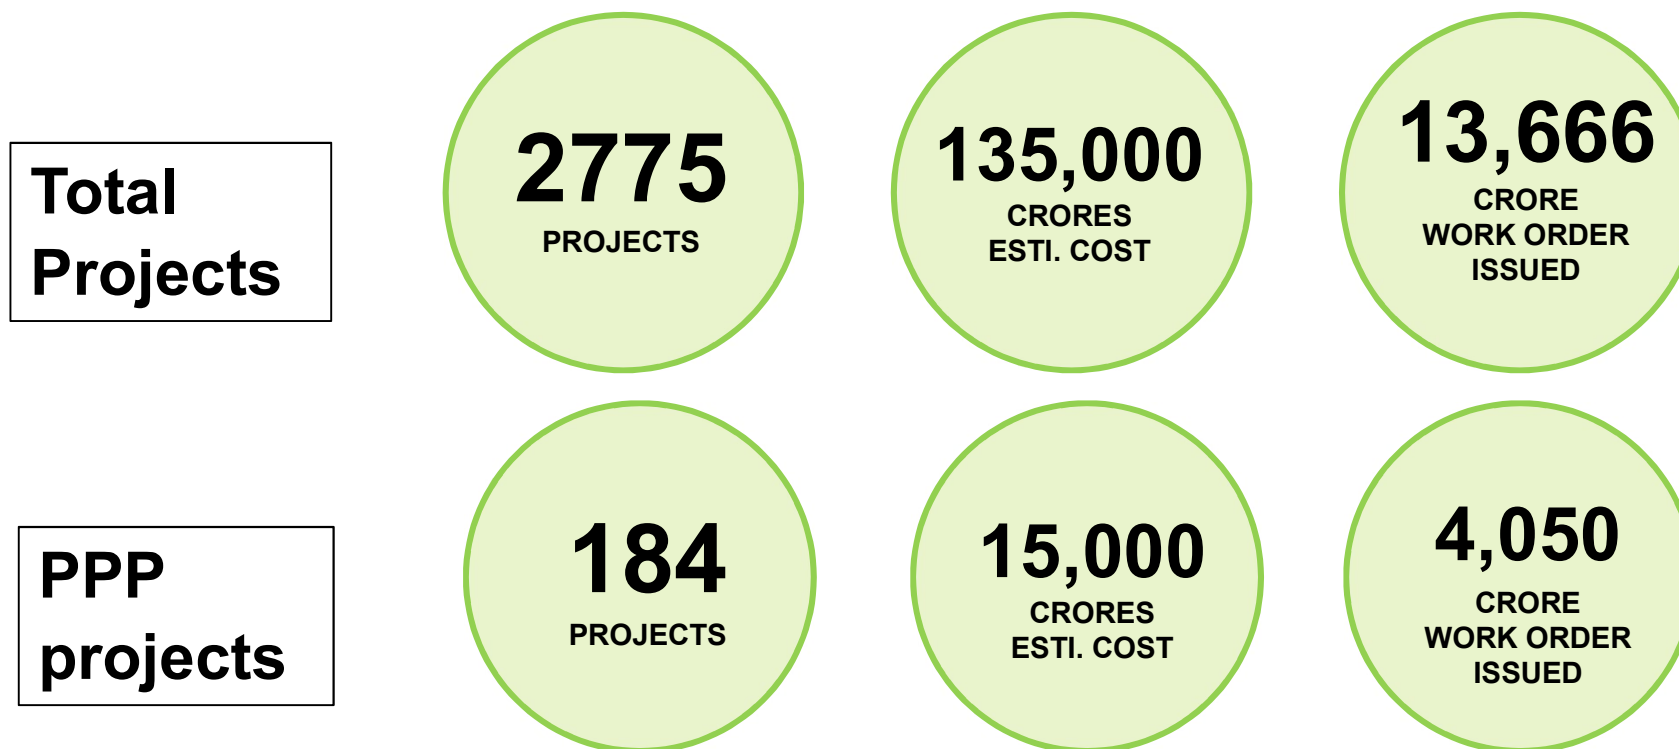 Total
Projects
2775
PROJECTS
135,000
CRORES
ESTI. COST
13,666
CRORE
WORK ORDER
ISSUED
PPP
projects
184
PROJECTS
15,000
CRORES
ESTI. COST
4,050
CRORE
WORK ORDER
ISSUED